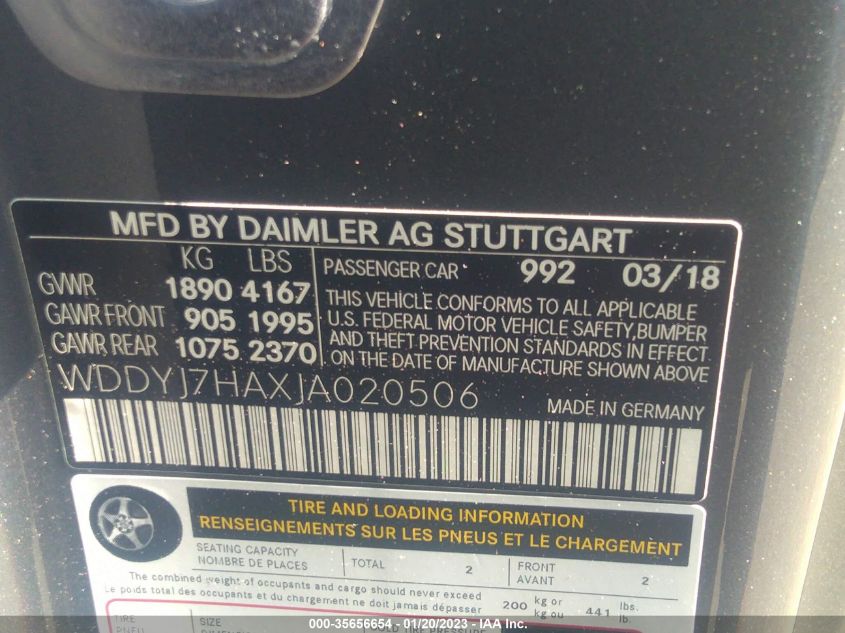 MFD BY DAIMLER AG STUTTGART
KG LBS
GVWR 1890 4167
GAWR FRONT 905 1995
GAWR REAR 1075 2370
PASSENGER CAR 992 03/18
THIS VEHICLE CONFORMS TO ALL APPLICABLE
U.S. FEDERAL MOTOR VEHICLE SAFETY, BUMPER
AND THEFT PREVENTION STANDARDS IN EFFECT
ON THE DATE OF MANUFACTURE SHOWN ABOVE
WDDYJ7HAXJA020506
MADE IN GERMANY
TIRE AND LOADING INFORMATION
RENSEIGNEMENTS SUR LES PNEUS ET LE CHARGEMENT
SEATING CAPACITY
NOMBRE DE PLACES
TOTAL 2
FRONT
AVANT 2
The combined weight of occupants and cargo should never exceed
Le poids total des occupants et du chargement ne doit jamais dépasser
200 kg or
kg ou
441 lbs.
lb.
TIRE
PNEU
SIZE
000-35656654 - 01/20/2023 - IAA Inc.